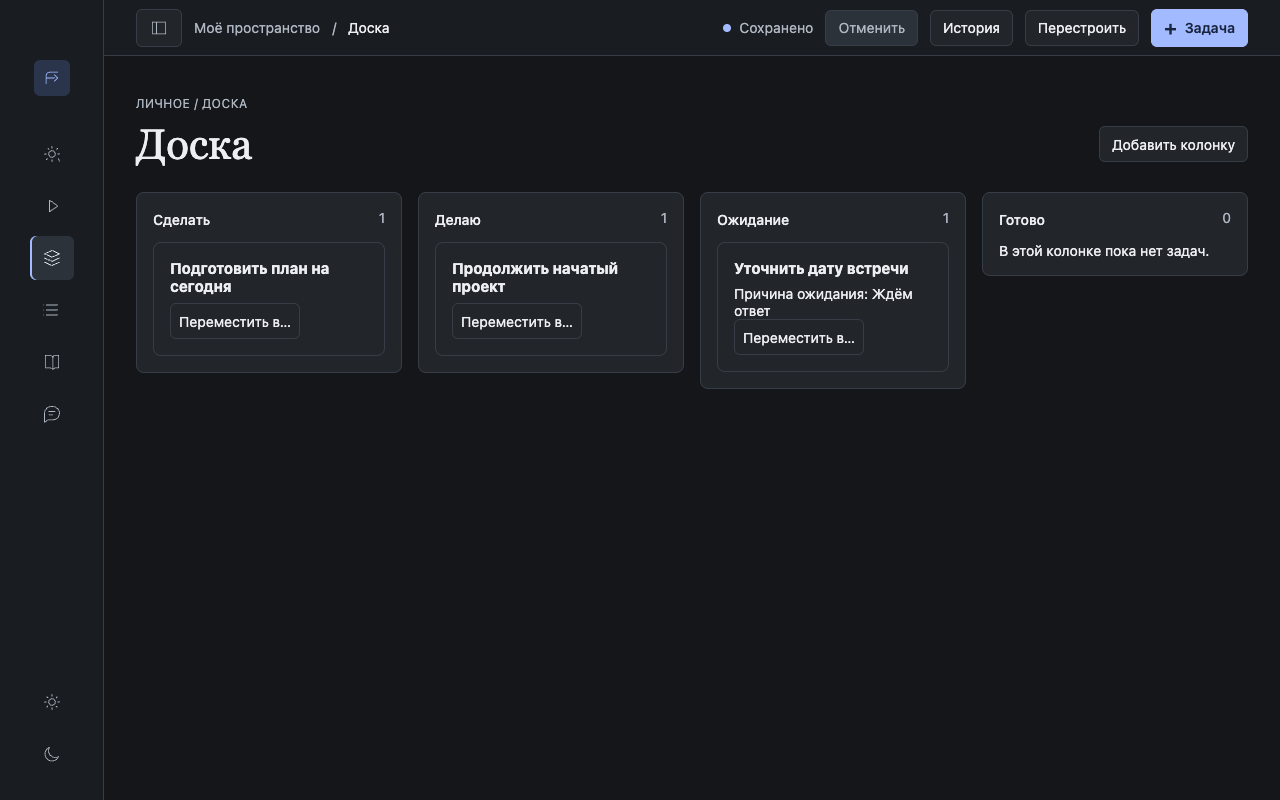 Моё пространство / Доска
Сохранено
Отменить
История
Перестроить
+ Задача
ЛИЧНОЕ / ДОСКА
Доска
Добавить колонку
Сделать 1
Подготовить план на
сегодня
Переместить в...
Делаю 1
Продолжить начатый
проект
Переместить в...
Ожидание 1
Уточнить дату встречи
Причина ожидания: Ждём
ответ
Переместить в...
Готово 0
В этой колонке пока нет задач.